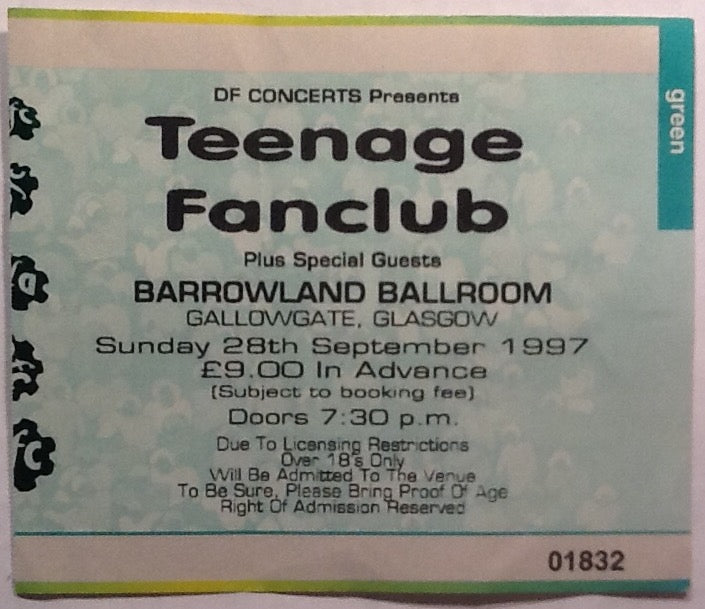 DF CONCERTS Presents
green
Teenage
Fanclub
Plus Special Guests
BARROWLAND BALLROOM
GALLOWGATE, GLASGOW
Sunday 28th September 1997
£9.00 In Advance
(Subject to booking fee)
Doors 7:30 p.m.
Due To Licensing Restrictions
Over 18's Only
Will Be Admitted To The Venue
To Be Sure, Please Bring Proof Of Age
Right Of Admission Reserved
01832